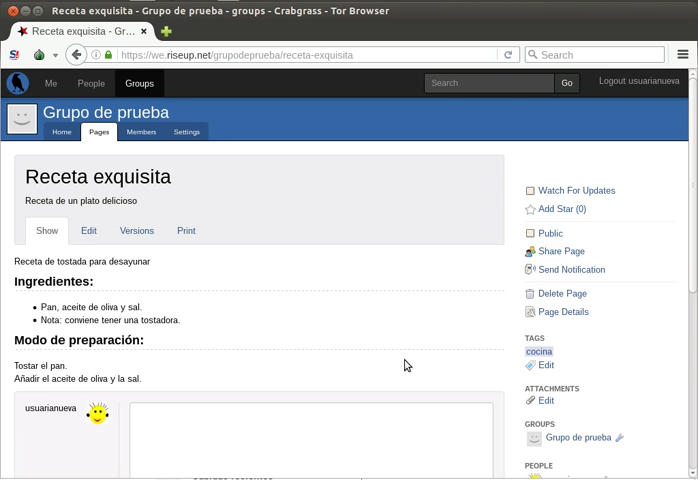 Receta exquisita - Grupo de prueba - groups - Crabgrass - Tor Browser
Receta exquisita - Gr…
https://we.riseup.net/grupodeprueba/receta-exquisita
Search
Me People Groups
Search Go
Logout usuarianueva
Grupo de prueba
Home Pages Members Settings
Receta exquisita
Receta de un plato delicioso
Show Edit Versions Print
Receta de tostada para desayunar
Ingredientes:
Pan, aceite de oliva y sal.
Nota: conviene tener una tostadora.
Modo de preparación:
Tostar el pan.
Añadir el aceite de oliva y la sal.
usuarianueva
Watch For Updates
Add Star (0)
Public
Share Page
Send Notification
Delete Page
Page Details
TAGS
cocina
Edit
ATTACHMENTS
Edit
GROUPS
Grupo de prueba
PEOPLE